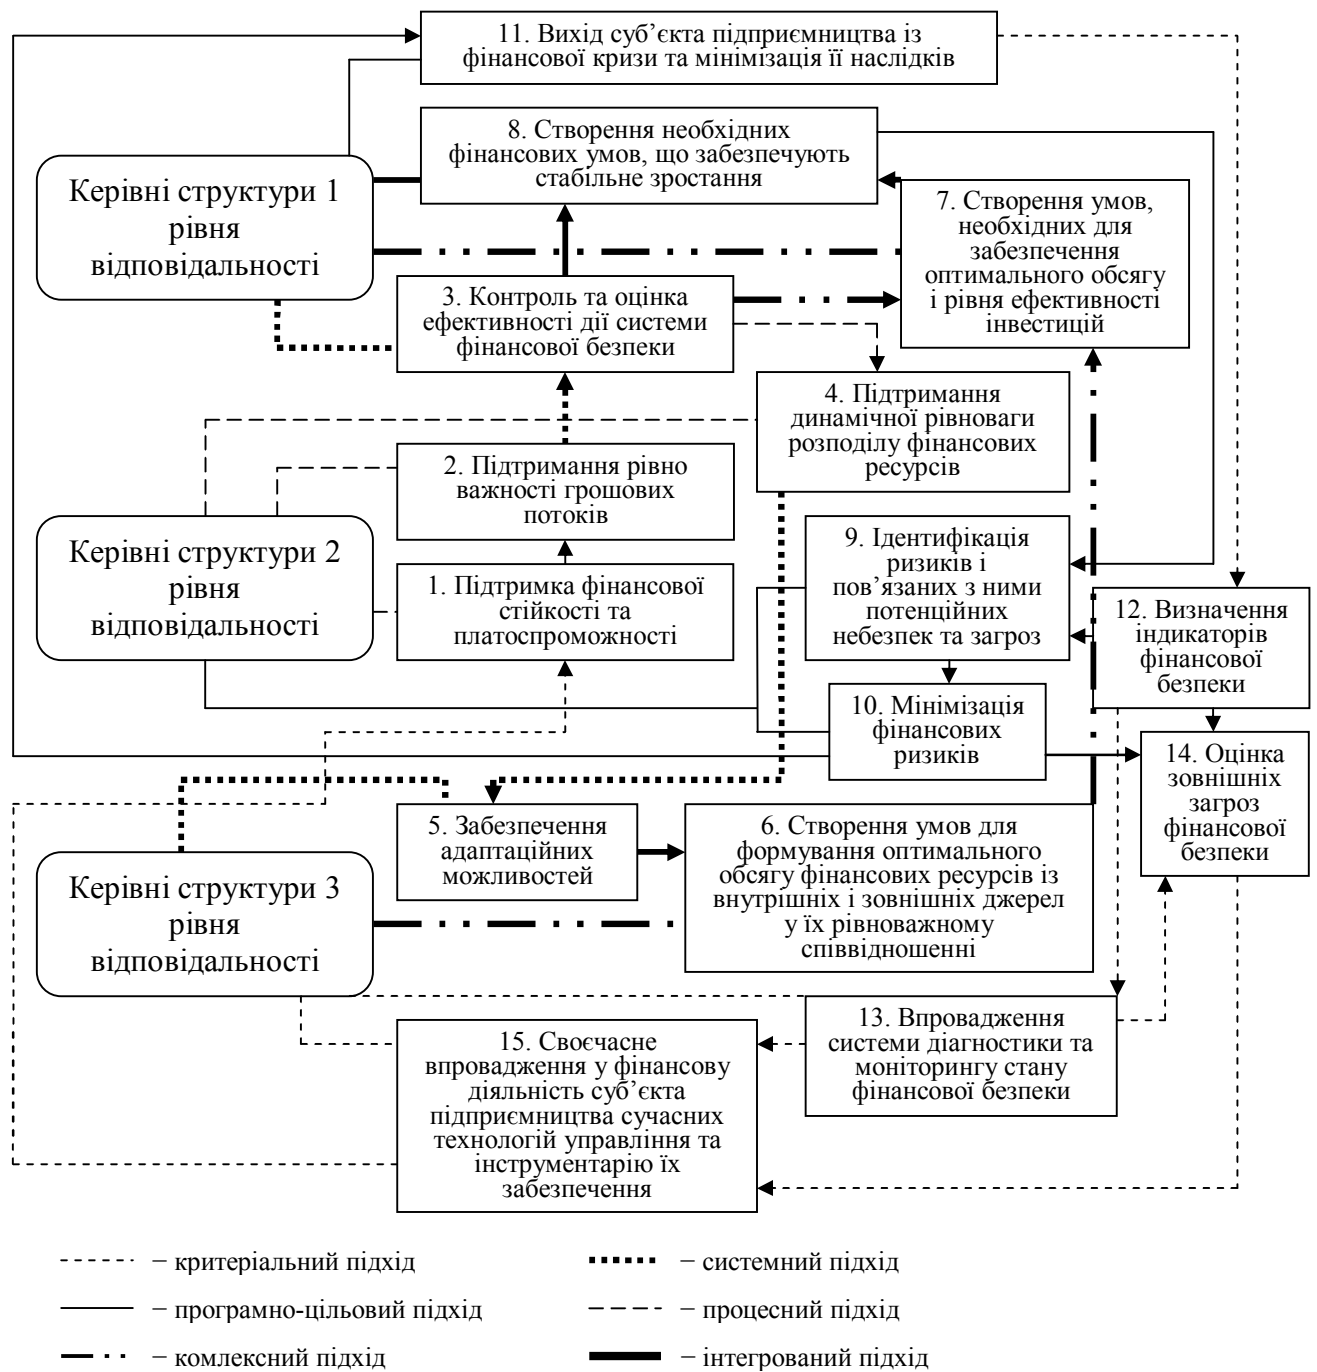 11. Вихід суб’єкта підприємництва із
фінансової кризи та мінімізація її наслідків
8. Створення необхідних
фінансових умов, що забезпечують
стабільне зростання
Керівні структури 1
рівня
відповідальності
7. Створення умов,
необхідних для
забезпечення
оптимального обсягу
і рівня ефективності
інвестицій
3. Контроль та оцінка
ефективності дії системи
фінансової безпеки
4. Підтримання
динамічної рівноваги
розподілу фінансових
ресурсів
2. Підтримання рівно
важності грошових
потоків
Керівні структури 2
рівня
відповідальності
9. Ідентифікація
ризиків і
пов’язаних з ними
потенційних
небезпек та загроз
1. Підтримка фінансової
стійкості та
платоспроможності
12. Визначення
індикаторів
фінансової
безпеки
10. Мінімізація
фінансових
ризиків
14. Оцінка
зовнішніх
загроз
фінансової
безпеки
5. Забезпечення
адаптаційних
можливостей
6. Створення умов для
формування оптимального
обсягу фінансових ресурсів із
внутрішніх і зовнішніх джерел
у їх рівноважному
співвідношенні
Керівні структури 3
рівня
відповідальності
13. Впровадження
системи діагностики та
моніторингу стану
фінансової безпеки
15. Своєчасне
впровадження у фінансову
діяльність суб’єкта
підприємництва сучасних
технологій управління та
інструментарію їх
забезпечення
– критеріальний підхід
– системний підхід
– програмно-цільовий підхід
– процесний підхід
– комлексний підхід
– інтегрований підхід